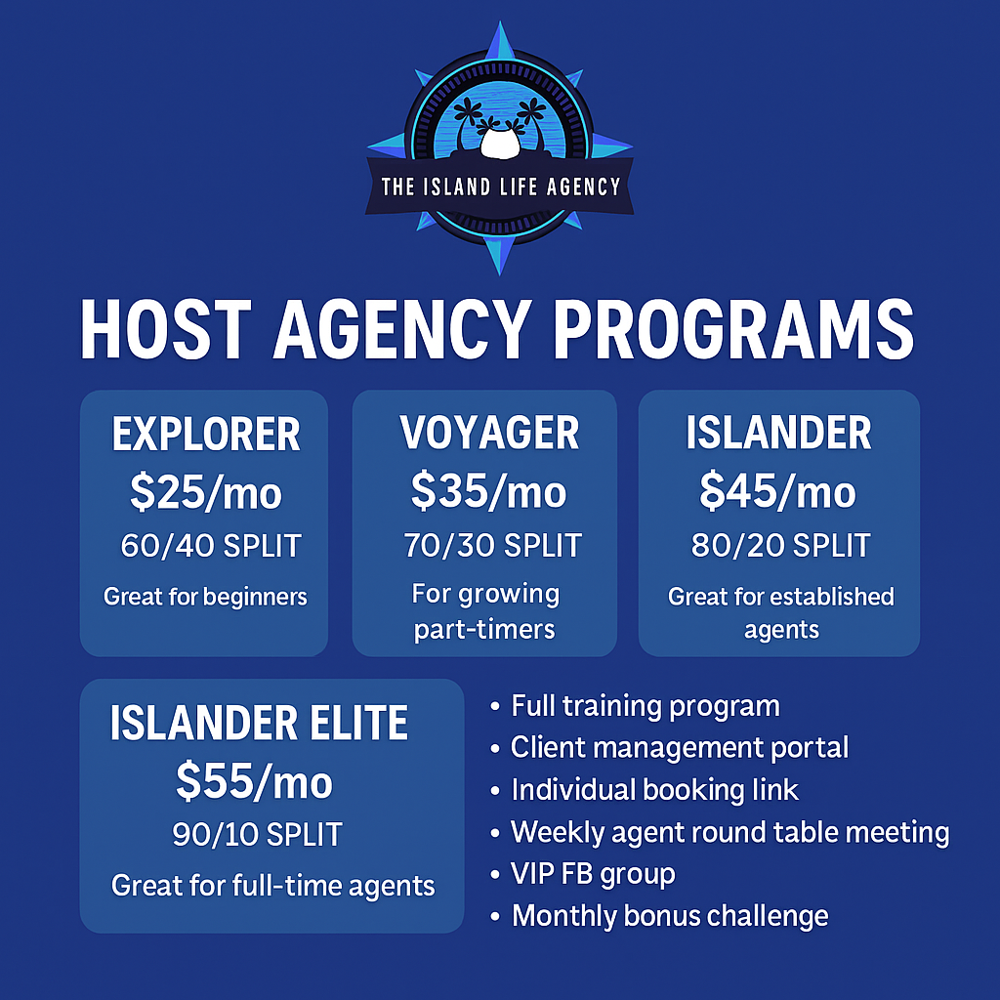 THE ISLAND LIFE AGENCY
HOST AGENCY PROGRAMS
EXPLORER
$25/mo
60/40 SPLIT
Great for beginners
VOYAGER
$35/mo
70/30 SPLIT
For growing
part-timers
ISLANDER
$45/mo
80/20 SPLIT
Great for established
agents
ISLANDER ELITE
$55/mo
90/10 SPLIT
Great for full-time agents
• Full training program
• Client management portal
• Individual booking link
• Weekly agent round table meeting
• VIP FB group
• Monthly bonus challenge